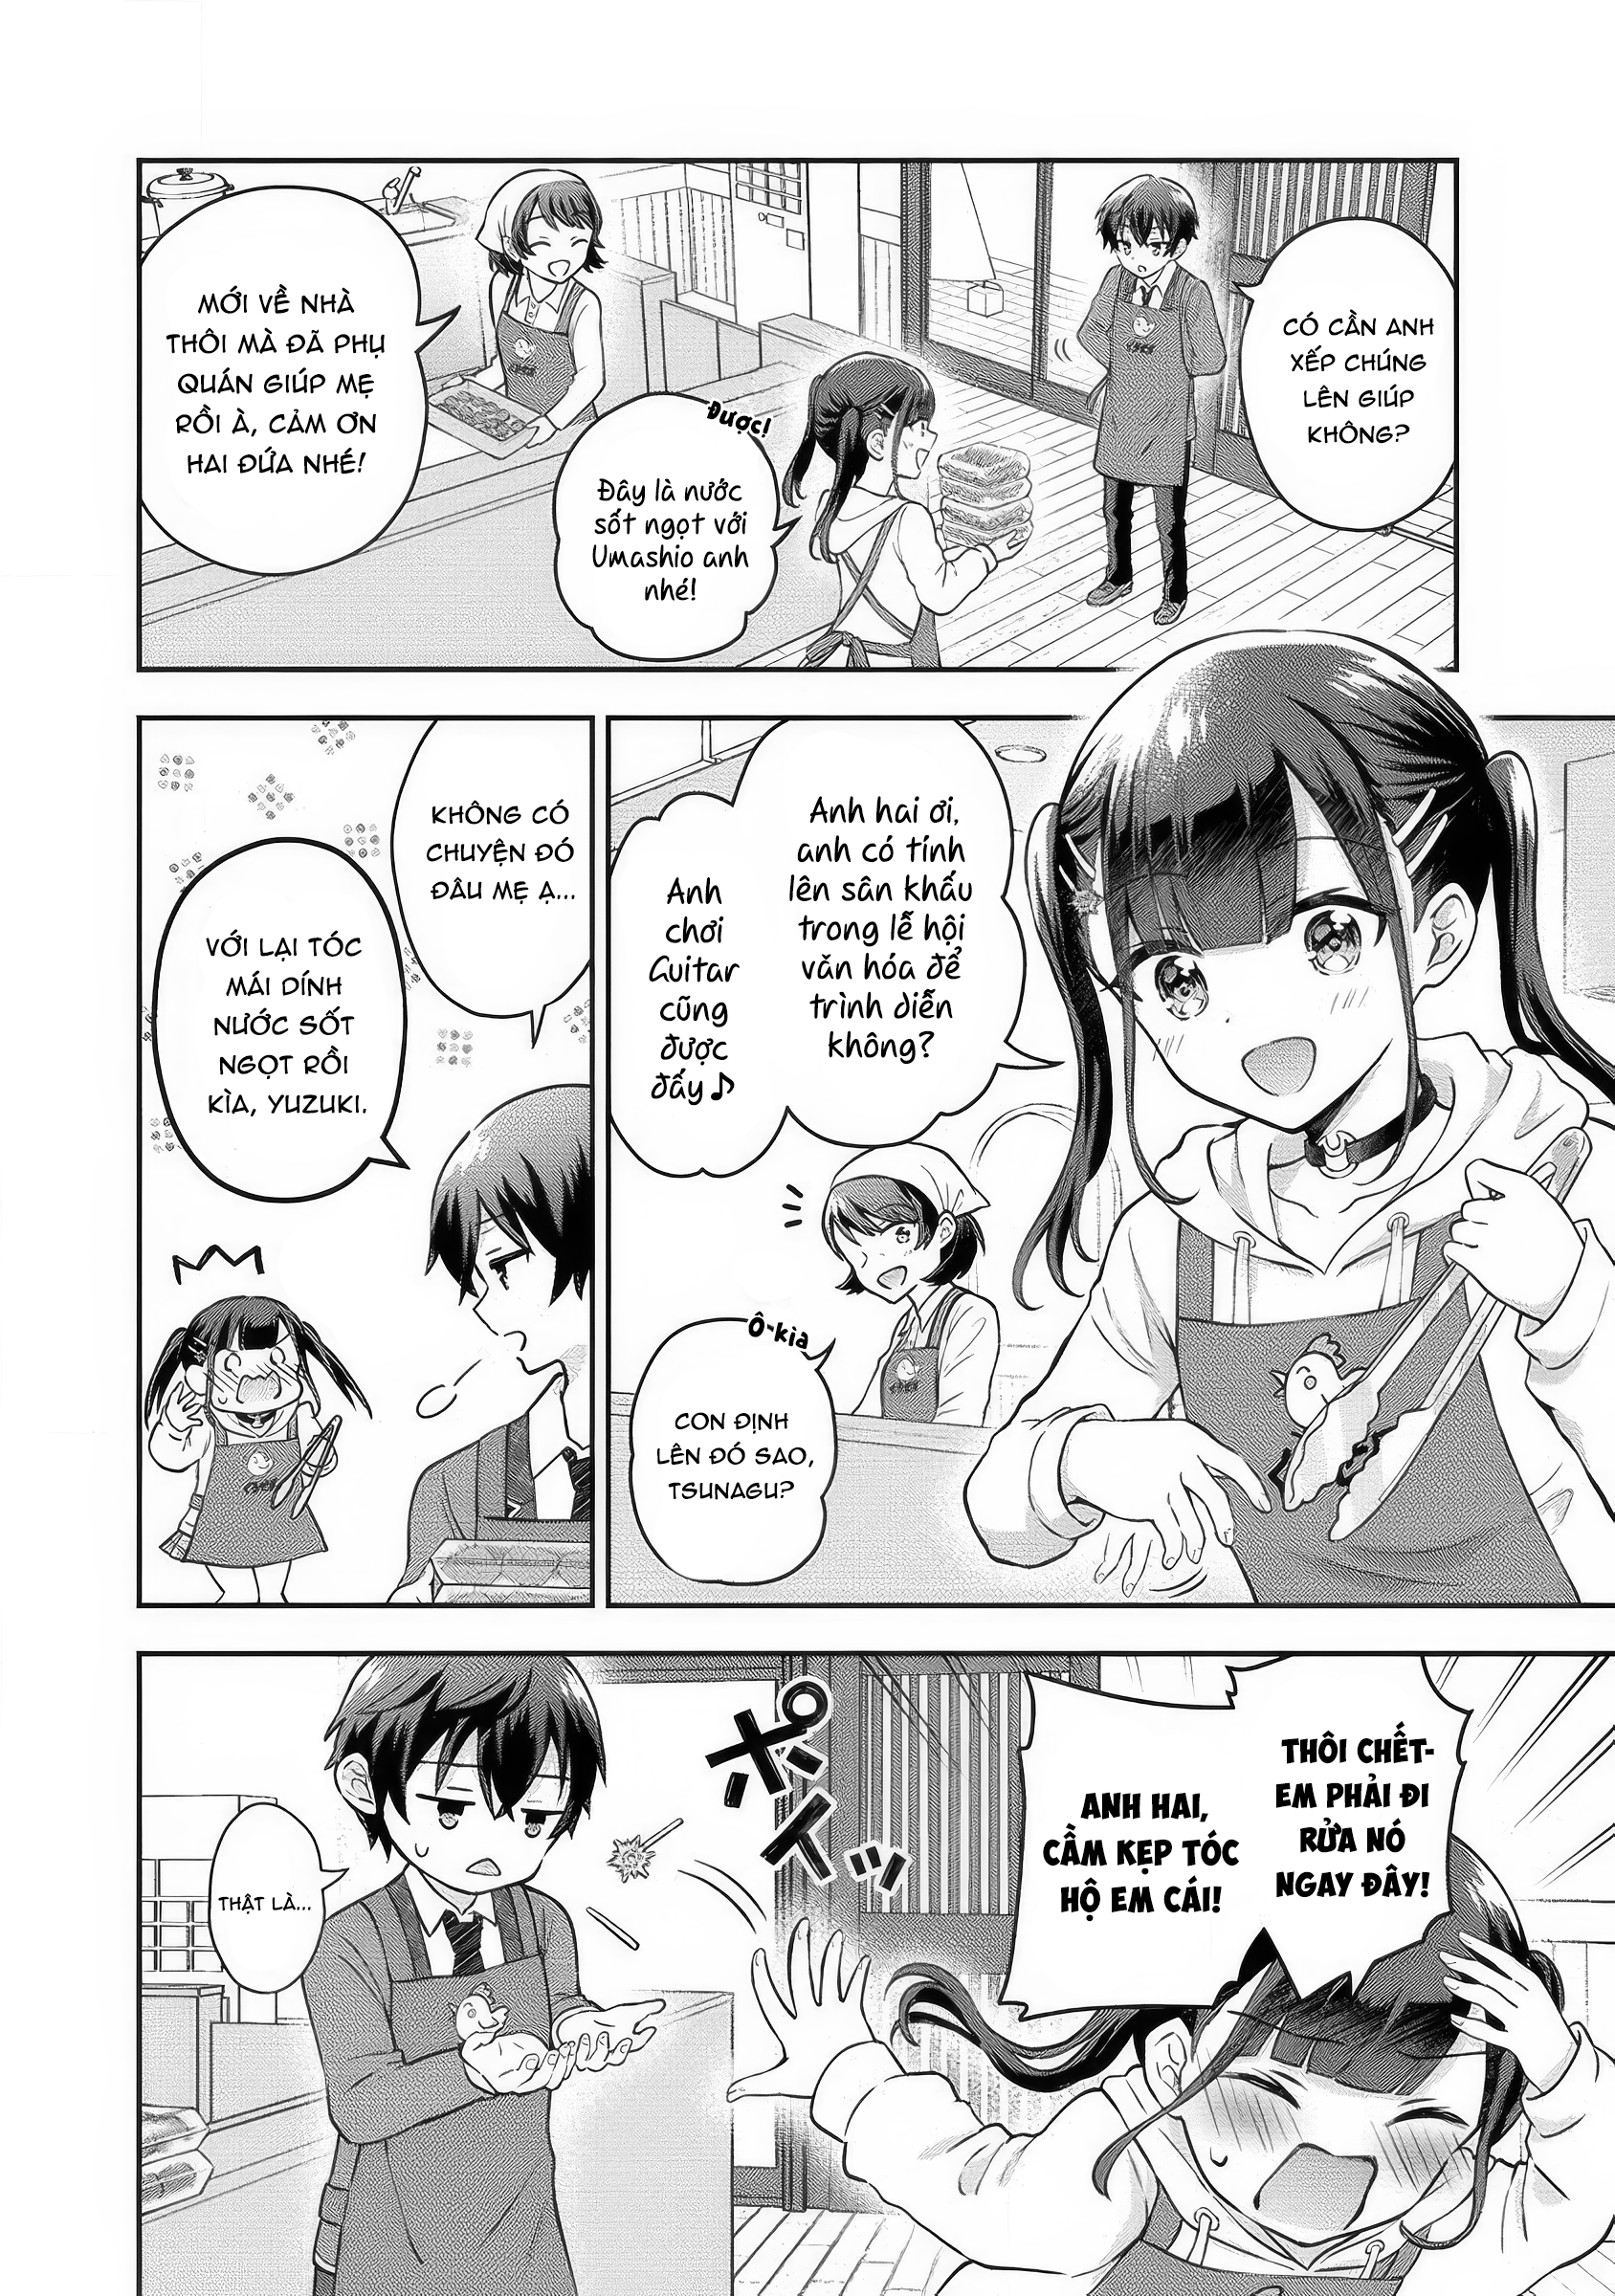 CÓ CẦN ANH
XẾP CHÚNG
LÊN GIÚP
KHÔNG?
Được!
Đây là nước
sốt ngọt với
Umashio anh
nhé!
MỚI VỀ NHÀ
THÔI MÀ ĐÃ PHỤ
QUÁN GIÚP MẸ
RỒI À, CẢM ƠN
HAI ĐỨA NHÉ!
Anh hai ơi,
anh có tính
lên sân khấu
trong lễ hội
văn hóa để
trình diễn
không?
Anh
chơi
Guitar
cũng
được
đấy♪
Ô-kìa
CON ĐỊNH
LÊN ĐÓ SAO,
TSUNAGU?
KHÔNG CÓ
CHUYỆN ĐÓ
ĐÂU MẸ Ạ...
VỚI LẠI TÓC
MÁI DÍNH
NƯỚC SỐT
NGỌT RỒI
KÌA, YUZUKI.
THÔI CHẾT-
EM PHẢI ĐI
RỬA NÓ
NGAY ĐÂY!
ANH HAI,
CẦM KẸP TÓC
HỘ EM CÁI!
ポイッ
THẬT LÀ...